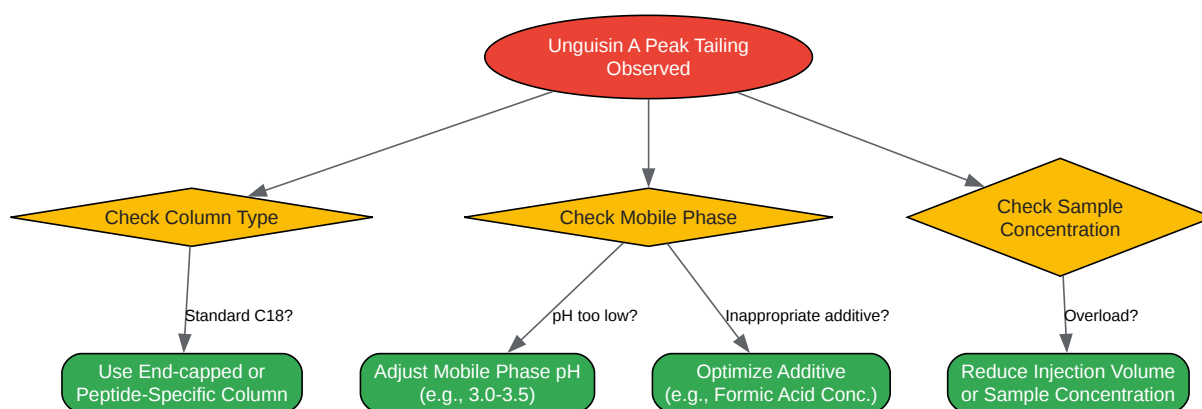 Unguisin A Peak Tailing
Observed
Check Column Type
Check Mobile Phase
Check Sample
Concentration
Standard C18?
pH too low?
Inappropriate additive?
Overload?
Use End-capped or
Peptide-Specific Column
Adjust Mobile Phase pH
(e.g., 3.0-3.5)
Optimize Additive
(e.g., Formic Acid Conc.)
Reduce Injection Volume
or Sample Concentration